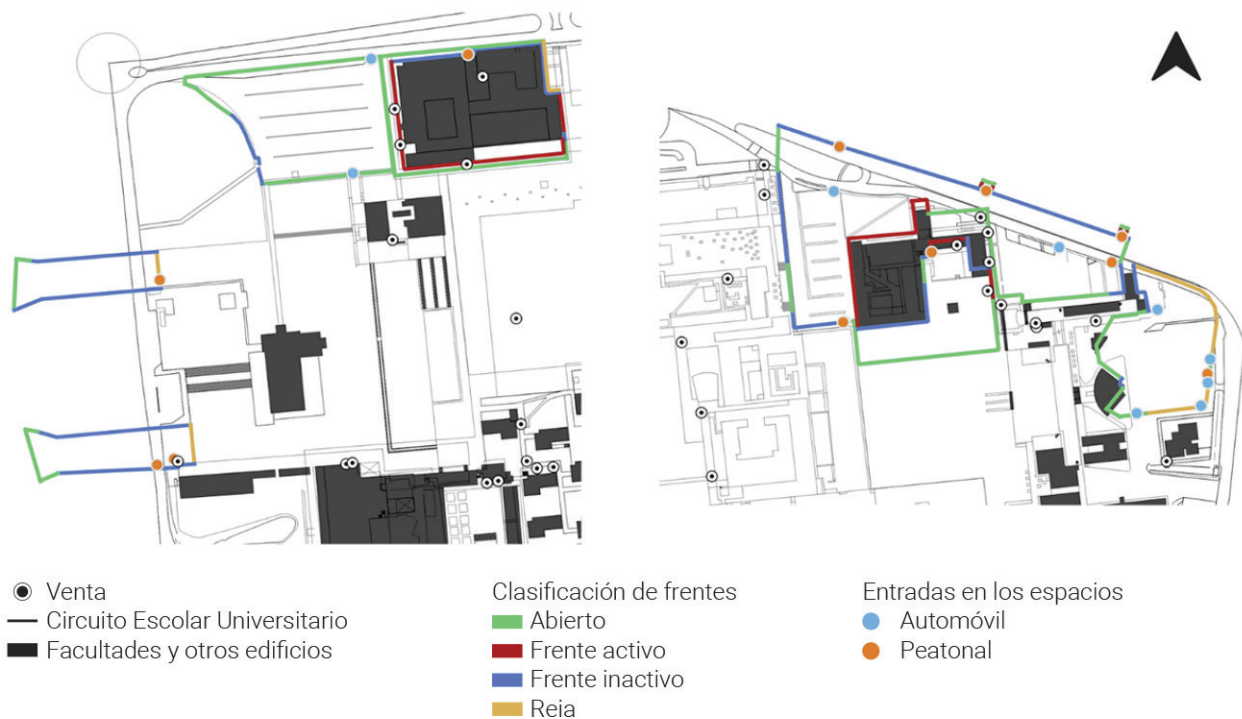 Venta
Circuito Escolar Universitario
Facultades y otros edificios
Clasificación de frentes
Abierto
Frente activo
Frente inactivo
Reja
Entradas en los espacios
Automóvil
Peatonal